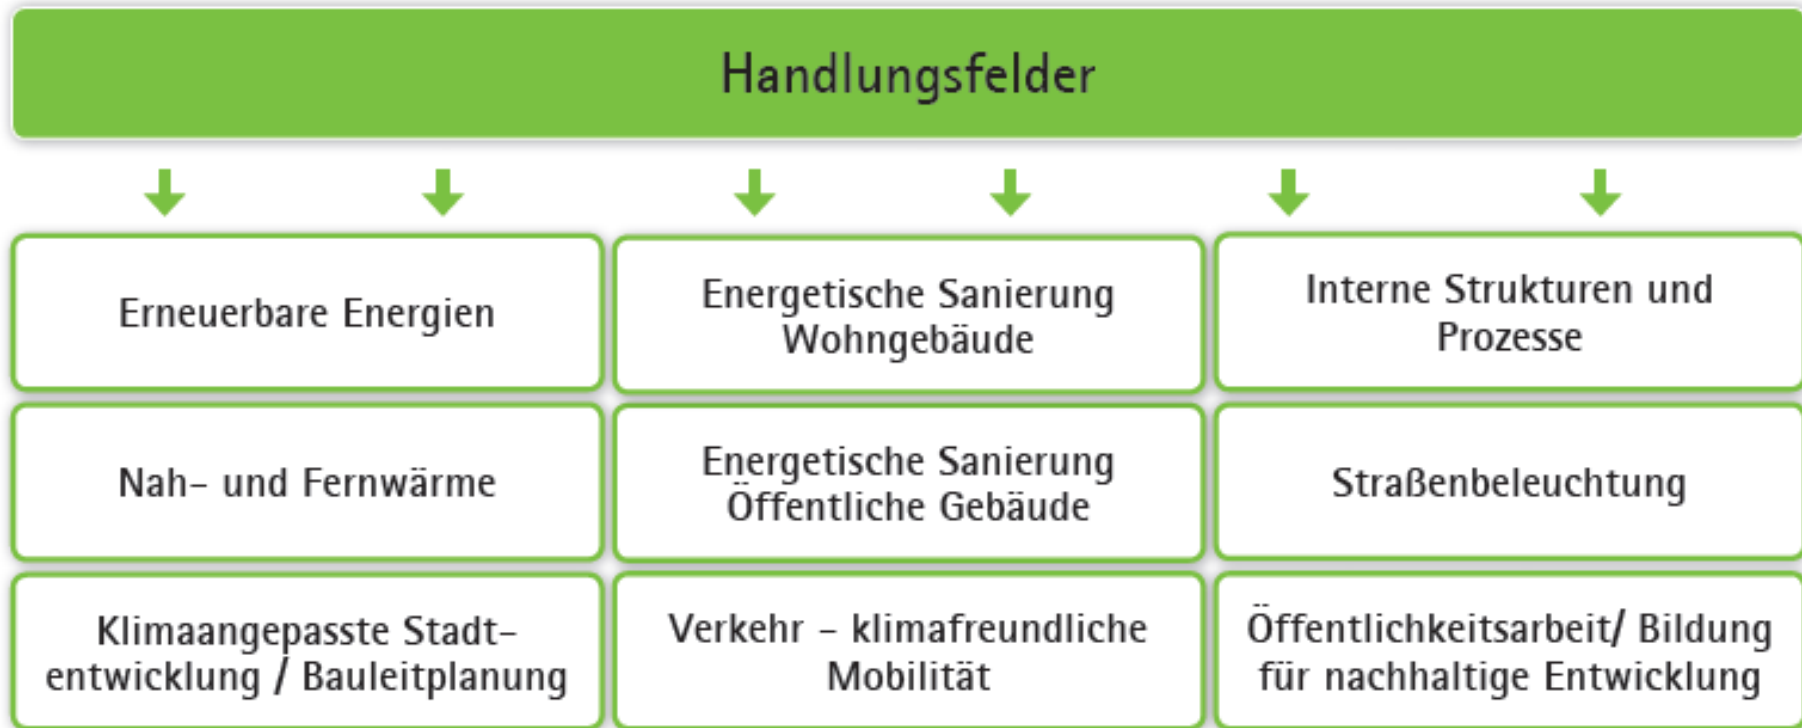 Handlungsfelder
Erneuerbare Energien
Energetische Sanierung
Wohngebäude
Interne Strukturen und
Prozesse
Nah- und Fernwärme
Energetische Sanierung
Öffentliche Gebäude
Straßenbeleuchtung
Klimaangepasste Stadt-
entwicklung / Bauleitplanung
Verkehr – klimafreundliche
Mobilität
Öffentlichkeitsarbeit/ Bildung
für nachhaltige Entwicklung